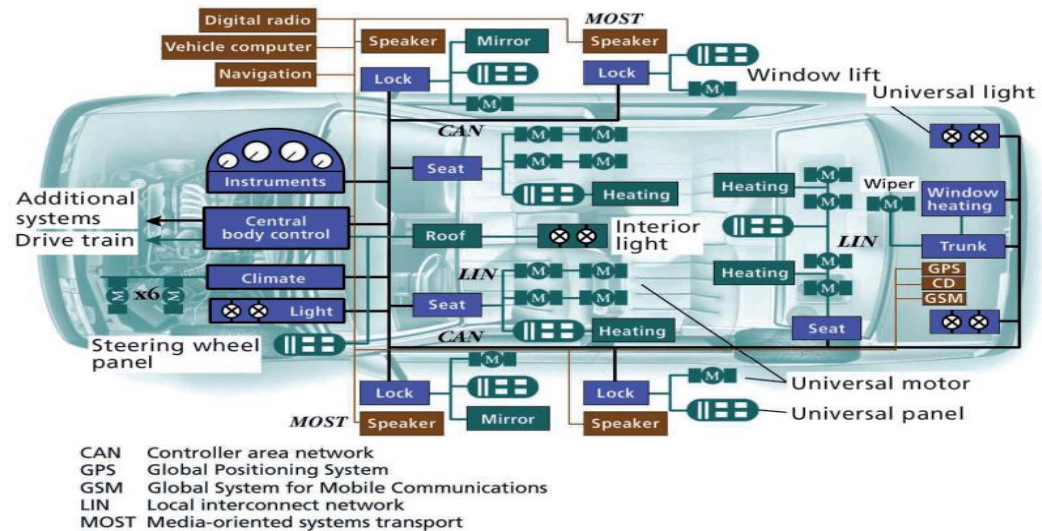 Digital radio
Vehicle computer
Navigation
MOST
Speaker
Mirror
Speaker
Lock
Lock
Window lift
Universal light
M
M
CAN
M
M
Instruments
Seat
M
M
Heating
Heating
M
M
Wiper
M
Window
heating
Additional
systems
Drive train
Central
body control
Roof
Interior
light
LIN
Trunk
Climate
LIN
M
M
Heating
M
GPS
CD
GSM
M
x6
M
Seat
M
M
M
Light
Heating
Seat
Steering wheel
panel
CAN
M
M
Universal motor
Lock
Lock
Universal panel
MOST
Speaker
Mirror
Speaker
CAN Controller area network
GPS Global Positioning System
GSM Global System for Mobile Communications
LIN Local interconnect network
MOST Media-oriented systems transport